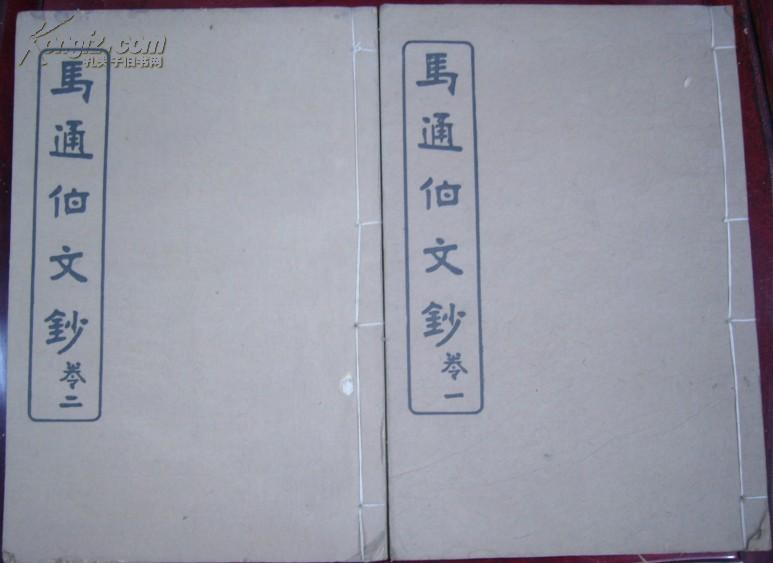 Kongfz.com
孔夫子旧书网
馬通伯文鈔
卷一
馬通伯文鈔
卷二